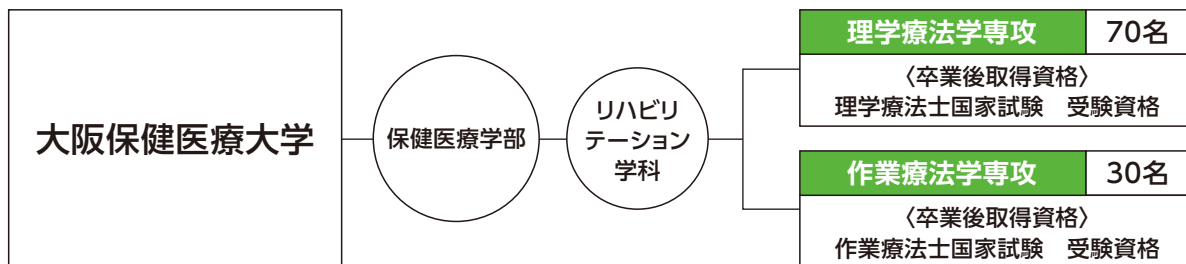 大阪保健医療大学
保健医療学部
リハビリ
テーション
学科
理学療法学専攻 70名
〈卒業後取得資格〉
理学療法士国家試験　受験資格
作業療法学専攻 30名
〈卒業後取得資格〉
作業療法士国家試験　受験資格